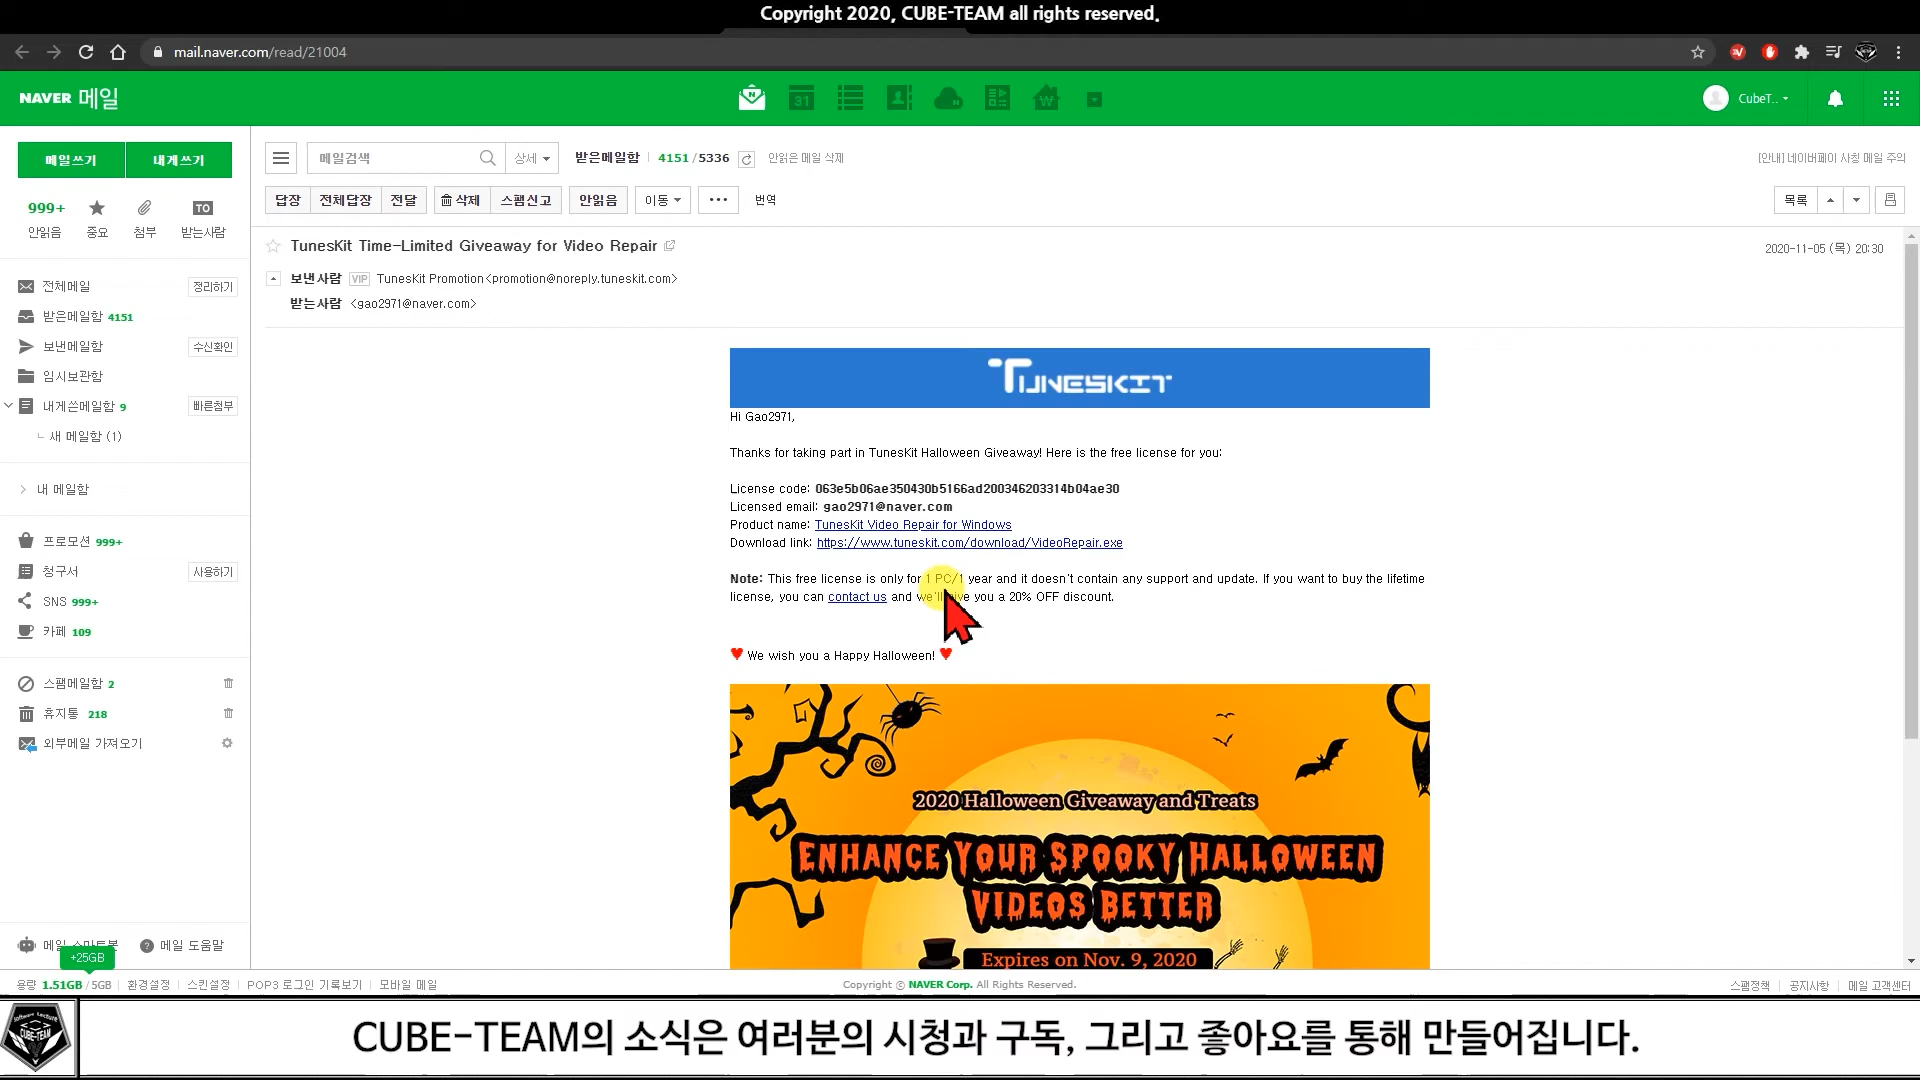 Copyright 2020, CUBE-TEAM all rights reserved.
mail.naver.com/read/21004
NAVER 메일
31
CubeT..
메일쓰기 내게쓰기
메일검색 상세 받은메일함 4151/5336 안읽은 메일 삭제
[안내] 네이버페이 사칭 메일 주의
답장 전체답장 전달 삭제 스팸신고 안읽음 이동 ··· 번역 목록
999+ TO
안읽음 중요 첨부 받는사람
TunesKit Time-Limited Giveaway for Video Repair
2020-11-05 (목) 20:30
보낸사람 VIP TunesKit Promotion<promotion@noreply.tuneskit.com>
받는사람 <gao2971@naver.com>
전체메일 정리하기
받은메일함 4151
보낸메일함 수신확인
임시보관함
내게쓴메일함 9 빠른첨부
새 메일함 (1)
내 메일함
프로모션 999+
청구서 사용하기
SNS 999+
카페 109
스팸메일함 2
휴지통 218
외부메일 가져오기
TUNESKIT
Hi Gao2971,
Thanks for taking part in TunesKit Halloween Giveaway! Here is the free license for you:
License code: 063e5b06ae350430b5166ad200346203314b04ae30
Licensed email: gao2971@naver.com
Product name: TunesKit Video Repair for Windows
Download link: https://www.tuneskit.com/download/VideoRepair.exe
Note: This free license is only for 1 PC/1 year and it doesn't contain any support and update. If you want to buy the lifetime
license, you can contact us and we'll give you a 20% OFF discount.
We wish you a Happy Halloween!
2020 Halloween Giveaway and Treats
ENHANCE YOUR SPOOKY HALLOWEEN
VIDEOS BETTER
Expires on Nov. 9, 2020
메일 스마트봇 메일 도움말
+25GB
용량 1.51GB / 5GB 환경설정 스킨설정 POP3 로그인 기록보기 모바일 메일
Copyright © NAVER Corp. All Rights Reserved.
스팸정책 공지사항 메일 고객센터
Software Lecture
CUBE-TEAM
CUBE-TEAM의 소식은 여러분의 시청과 구독, 그리고 좋아요를 통해 만들어집니다.